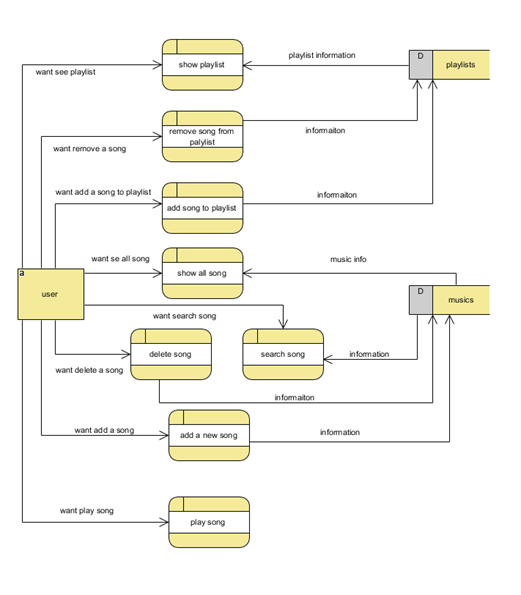 playlist information
D
playlists
show playlist
want see playlist
remove song from
palylist
informaiton
want remove a song
want add a song to playlist
informaiton
add song to playlist
want se all song
music info
a
show all song
user
D
musics
want search song
delete song
search song
information
want delete a song
informaiton
want add a song
add a new song
information
want play song
play song